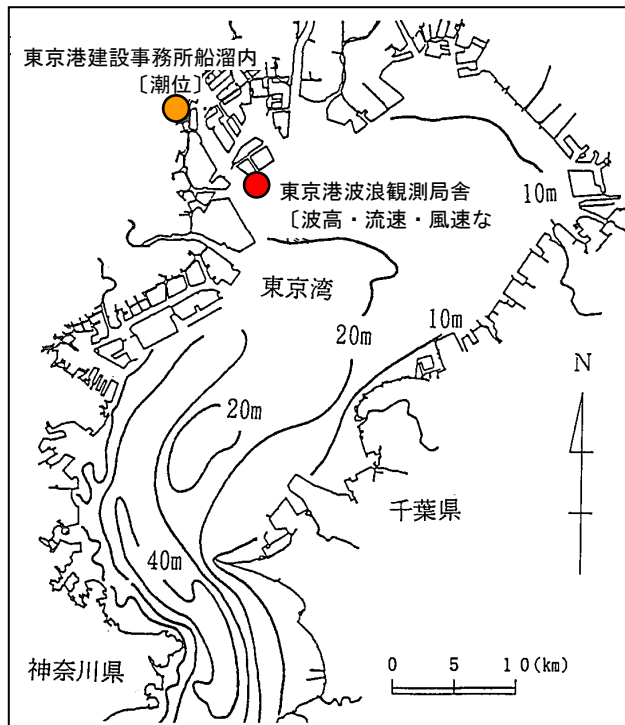 東京港建設事務所船溜内
〔潮位〕
東京港波浪観測局舎
〔波高・流速・風速な
10m
東京湾
20m
10m
N
20m
千葉県
40m
神奈川県
0 5 10(km)